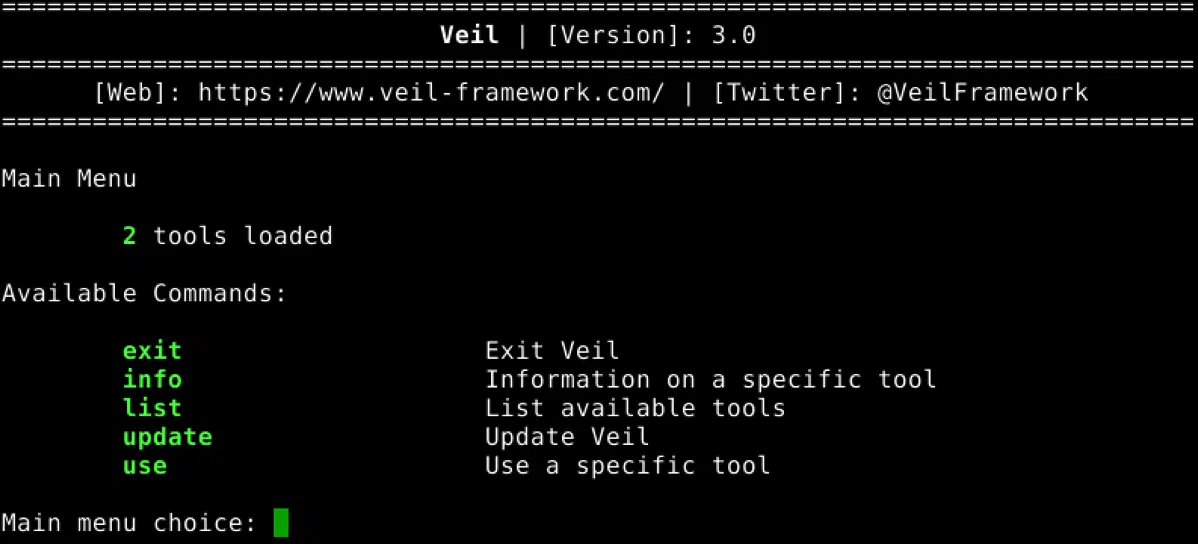 ===============================================================================
Veil | [Version]: 3.0
===============================================================================
[Web]: https://www.veil-framework.com/ | [Twitter]: @VeilFramework
===============================================================================
Main Menu
2 tools loaded
Available Commands:
exit Exit Veil
info Information on a specific tool
list List available tools
update Update Veil
use Use a specific tool
Main menu choice: